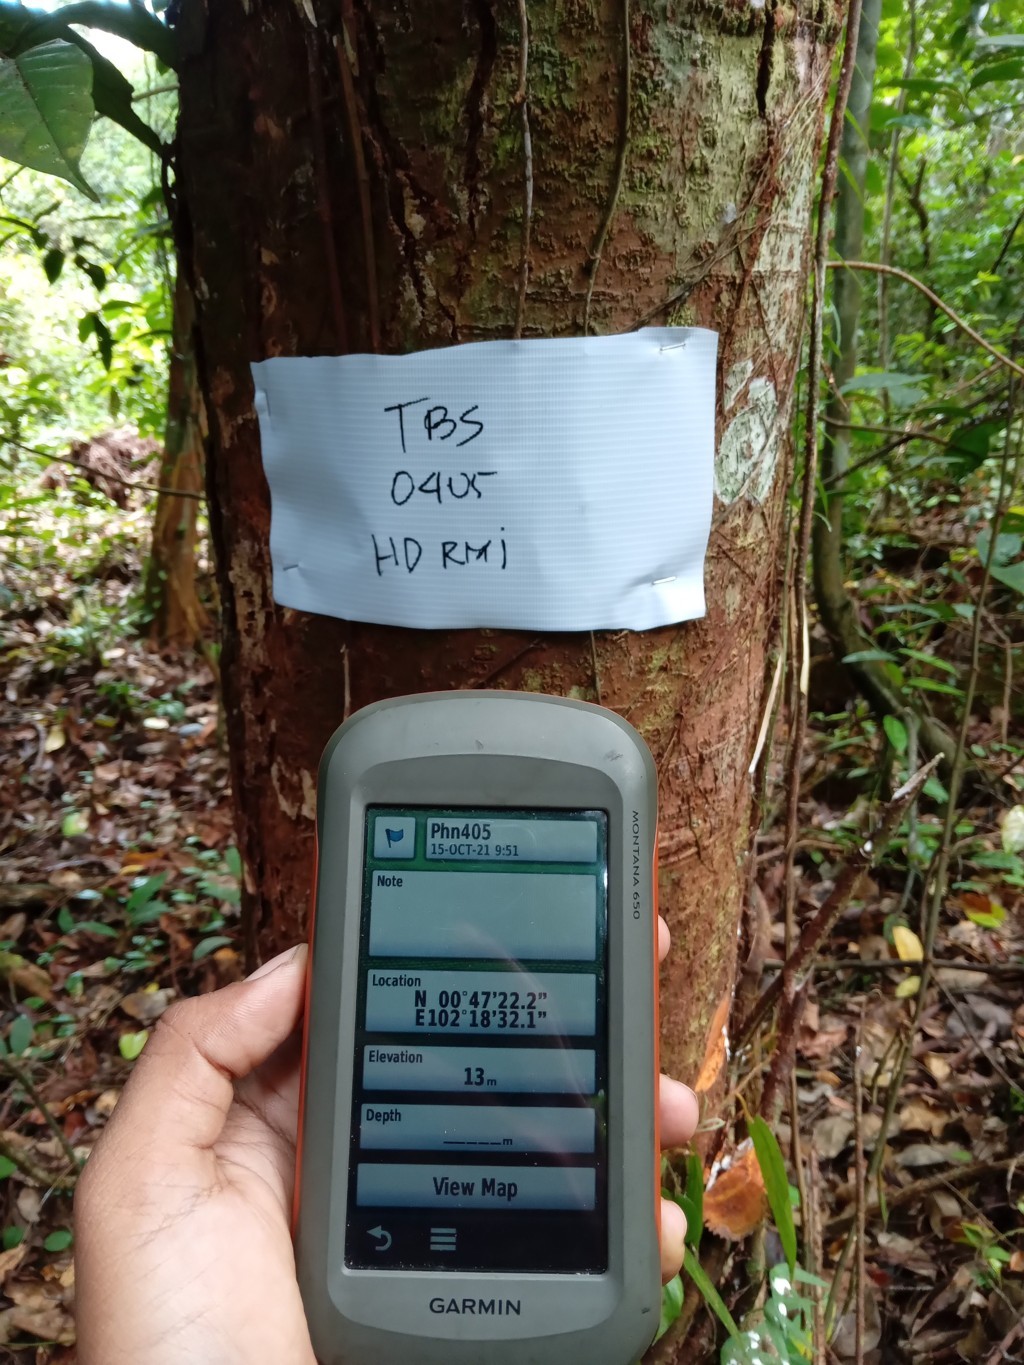 TBS
0405
HD RMi
MONTANA 650
Phn405
15-OCT-21 9:51
Note
Location
N 00°47'22.2"
E102°18'32.1"
Elevation
13m
Depth
_____m
View Map
GARMIN